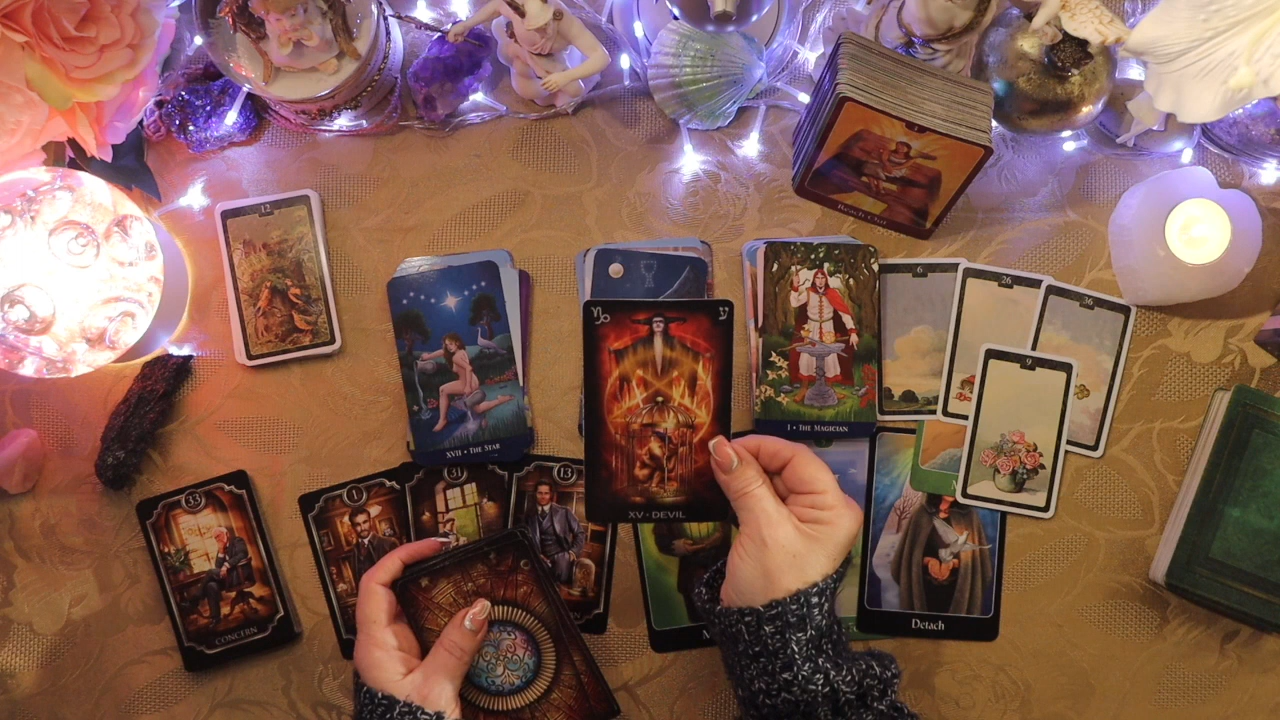 1
Reach Out
12
XVII • THE STAR
I • THE MAGICIAN
6
26
36
9
XV • DEVIL
33
CONCERN
1
31
13
Detach